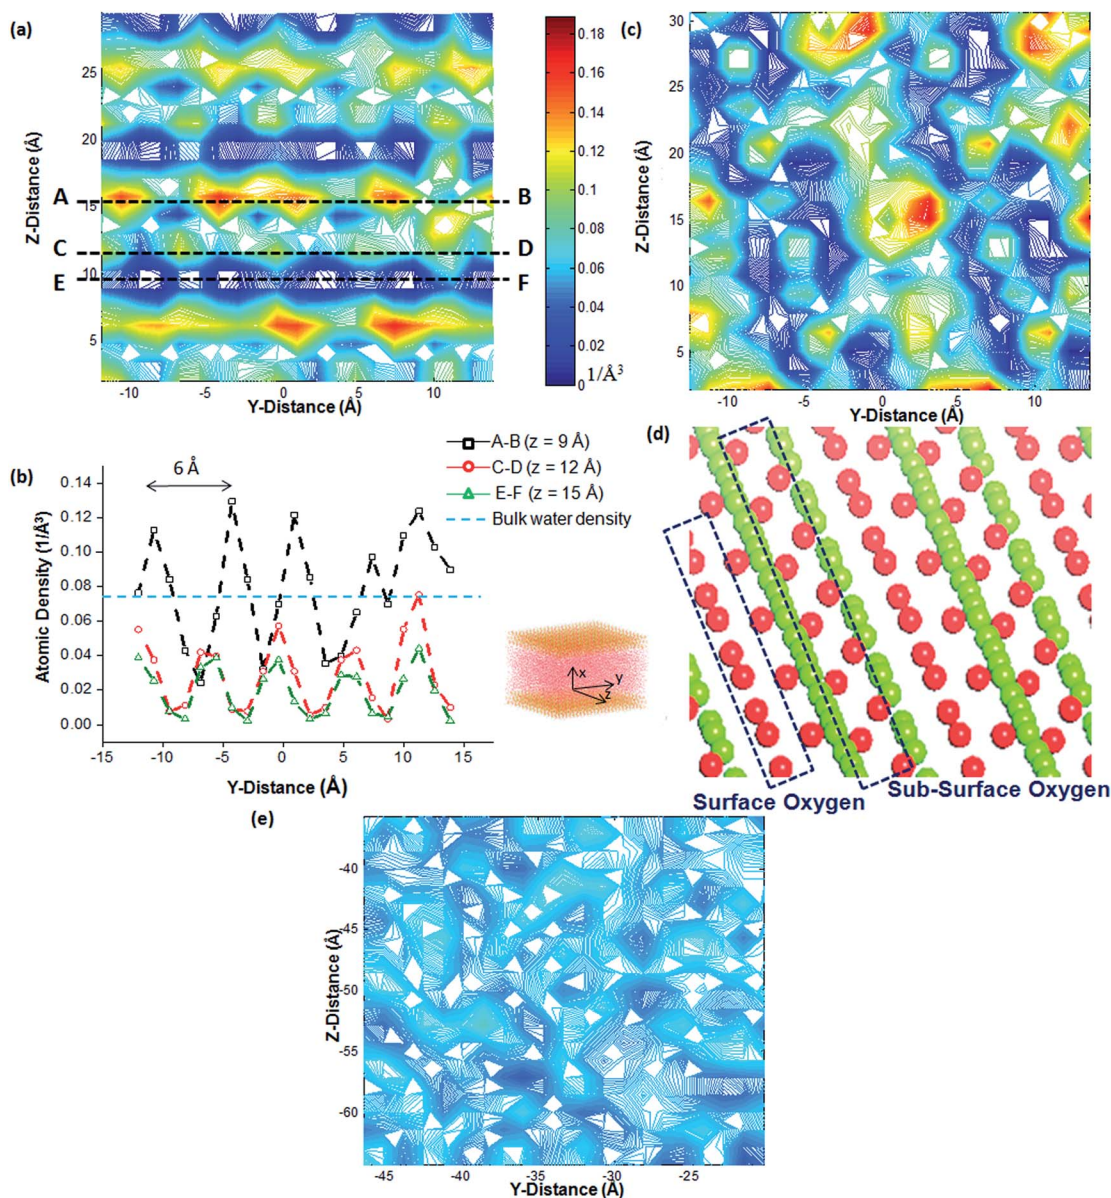 (a)
Z-Distance (Å)
25
20
15
10
5
A
B
C
D
E
F
-10
-5
0
5
10
Y-Distance (Å)
0.18
0.16
0.14
0.12
0.10
0.08
0.06
0.04
0.02
0
1/Å³
(c)
Z-Distance (Å)
30
25
20
15
10
5
-10
-5
0
5
10
Y-Distance (Å)
(b)
6 Å
A-B (z = 9 Å)
C-D (z = 12 Å)
E-F (z = 15 Å)
Bulk water density
Atomic Density (1/Å³)
0.14
0.12
0.10
0.08
0.06
0.04
0.02
0.00
-15
-10
-5
0
5
10
15
Y-Distance (Å)
x
y
z
(d)
Surface Oxygen
Sub-Surface Oxygen
(e)
Z-Distance (Å)
-40
-45
-50
-55
-60
-45
-40
-35
-30
-25
Y-Distance (Å)